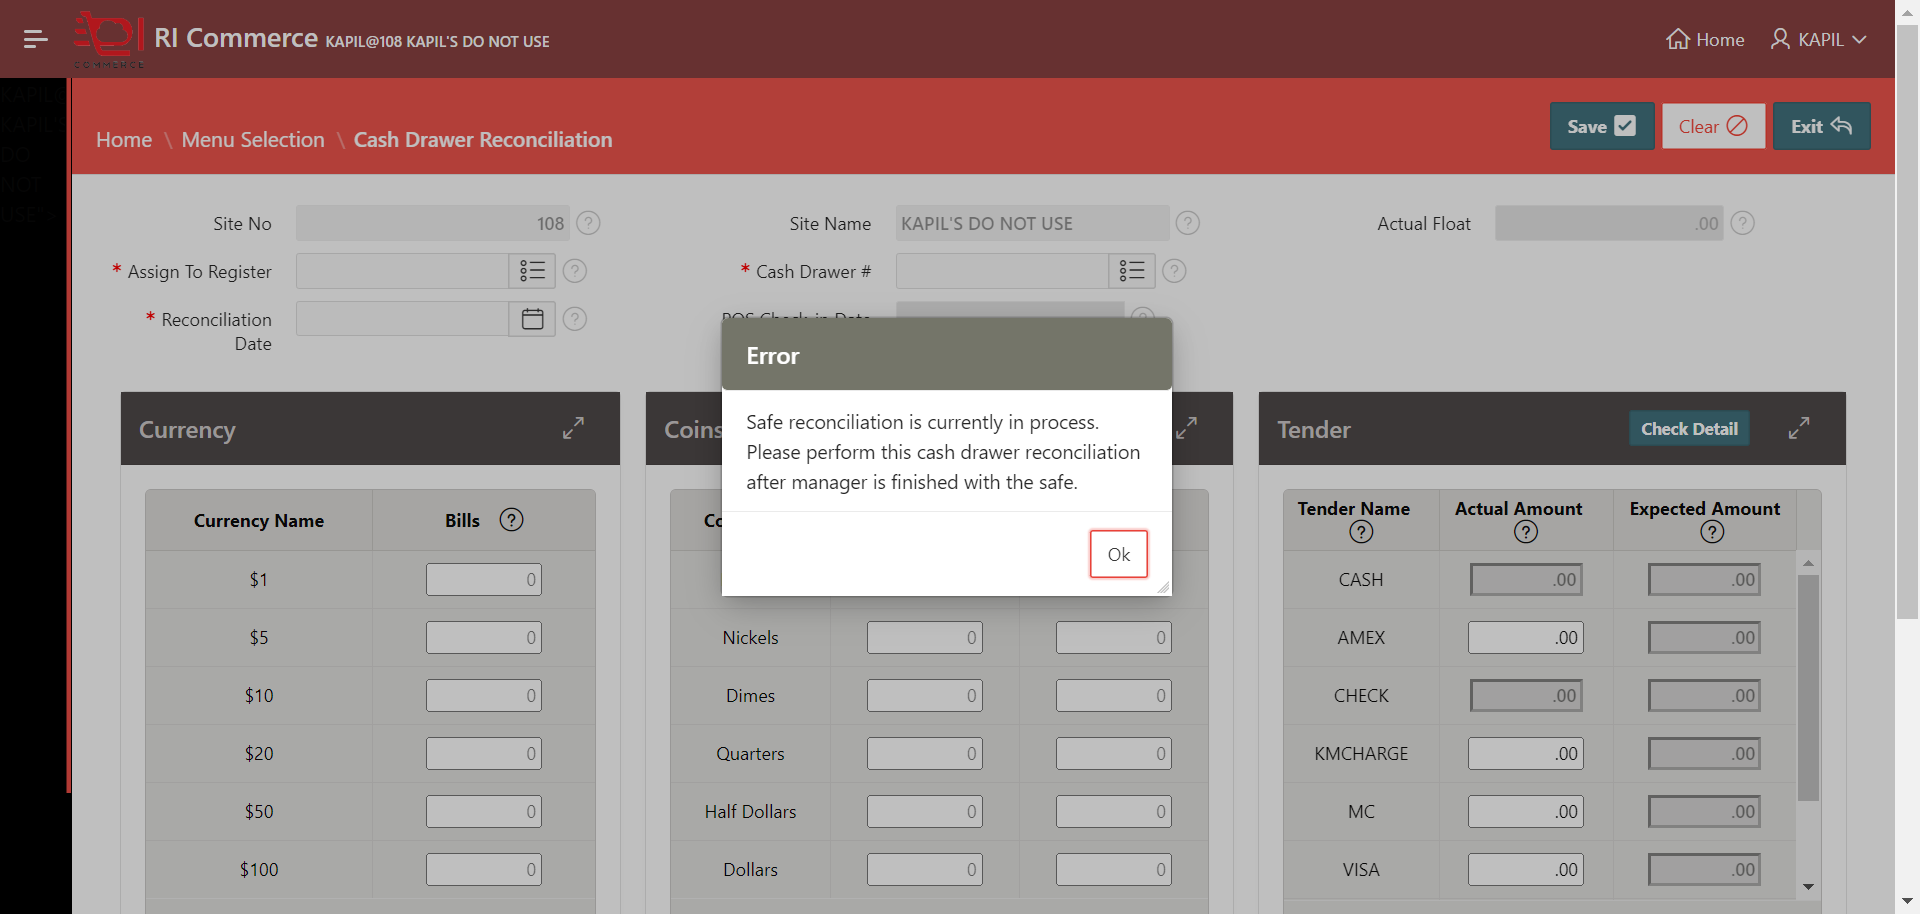 COMMERCE
RI Commerce KAPIL@108 KAPIL'S DO NOT USE
Home
KAPIL
Home \ Menu Selection \ Cash Drawer Reconciliation
Save
Clear
Exit
Site No
108
Site Name
KAPIL'S DO NOT USE
Actual Float
.00
* Assign To Register
* Cash Drawer #
* Reconciliation
Date
Error
Safe reconciliation is currently in process.
Please perform this cash drawer reconciliation
after manager is finished with the safe.
Ok
Currency
Coins
Tender
Check Detail
Currency Name
Bills
$1
0
$5
0
$10
0
$20
0
$50
0
$100
0
Nickels
0
0
Dimes
0
0
Quarters
0
0
Half Dollars
0
0
Dollars
0
0
Tender Name
Actual Amount
Expected Amount
CASH
.00
.00
AMEX
.00
.00
CHECK
.00
.00
KMCHARGE
.00
.00
MC
.00
.00
VISA
.00
.00